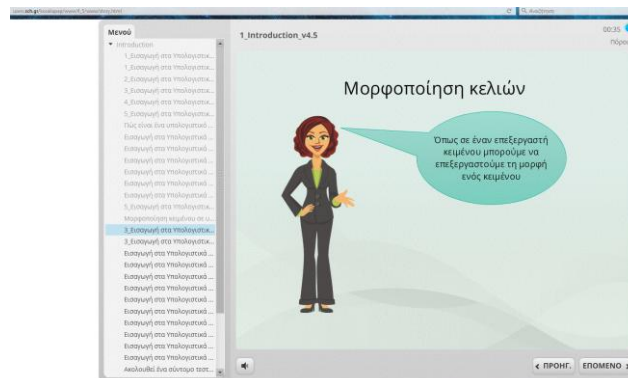 Μενού
Introduction
1_Εισαγωγή στα Υπολογιστικ...
1_Εισαγωγή στα Υπολογιστικ...
2_Εισαγωγή στα Υπολογιστικ...
3_Εισαγωγή στα Υπολογιστικ...
4_Εισαγωγή στα Υπολογιστικ...
5_Εισαγωγή στα Υπολογιστικ...
Πώς είναι ένα υπολογιστικό ...
Εισαγωγή στα Υπολογιστικά ...
Εισαγωγή στα Υπολογιστικά ...
Εισαγωγή στα Υπολογιστικά ...
Εισαγωγή στα Υπολογιστικά ...
Εισαγωγή στα Υπολογιστικά ...
Εισαγωγή στα Υπολογιστικά ...
5_Εισαγωγή στα Υπολογιστικ...
Μορφοποίηση κειμένου σε υ...
3_Εισαγωγή στα Υπολογιστικ...
3_Εισαγωγή στα Υπολογιστικ...
Εισαγωγή στα Υπολογιστικά ...
Εισαγωγή στα Υπολογιστικά ...
Εισαγωγή στα Υπολογιστικά ...
Εισαγωγή στα Υπολογιστικά ...
Εισαγωγή στα Υπολογιστικά ...
Εισαγωγή στα Υπολογιστικά ...
Εισαγωγή στα Υπολογιστικά ...
Εισαγωγή στα Υπολογιστικά ...
Εισαγωγή στα Υπολογιστικά ...
Ακολουθεί ένα σύντομο τεστ...
1_Introduction_v4.5
00:35
Πόροι
Μορφοποίηση κελιών
Όπως σε έναν επεξεργαστή
κειμένου μπορούμε να
επεξεργαστούμε τη μορφή
ενός κειμένου
ΠΡΟΗΓ.
ΕΠΟΜΕΝΟ